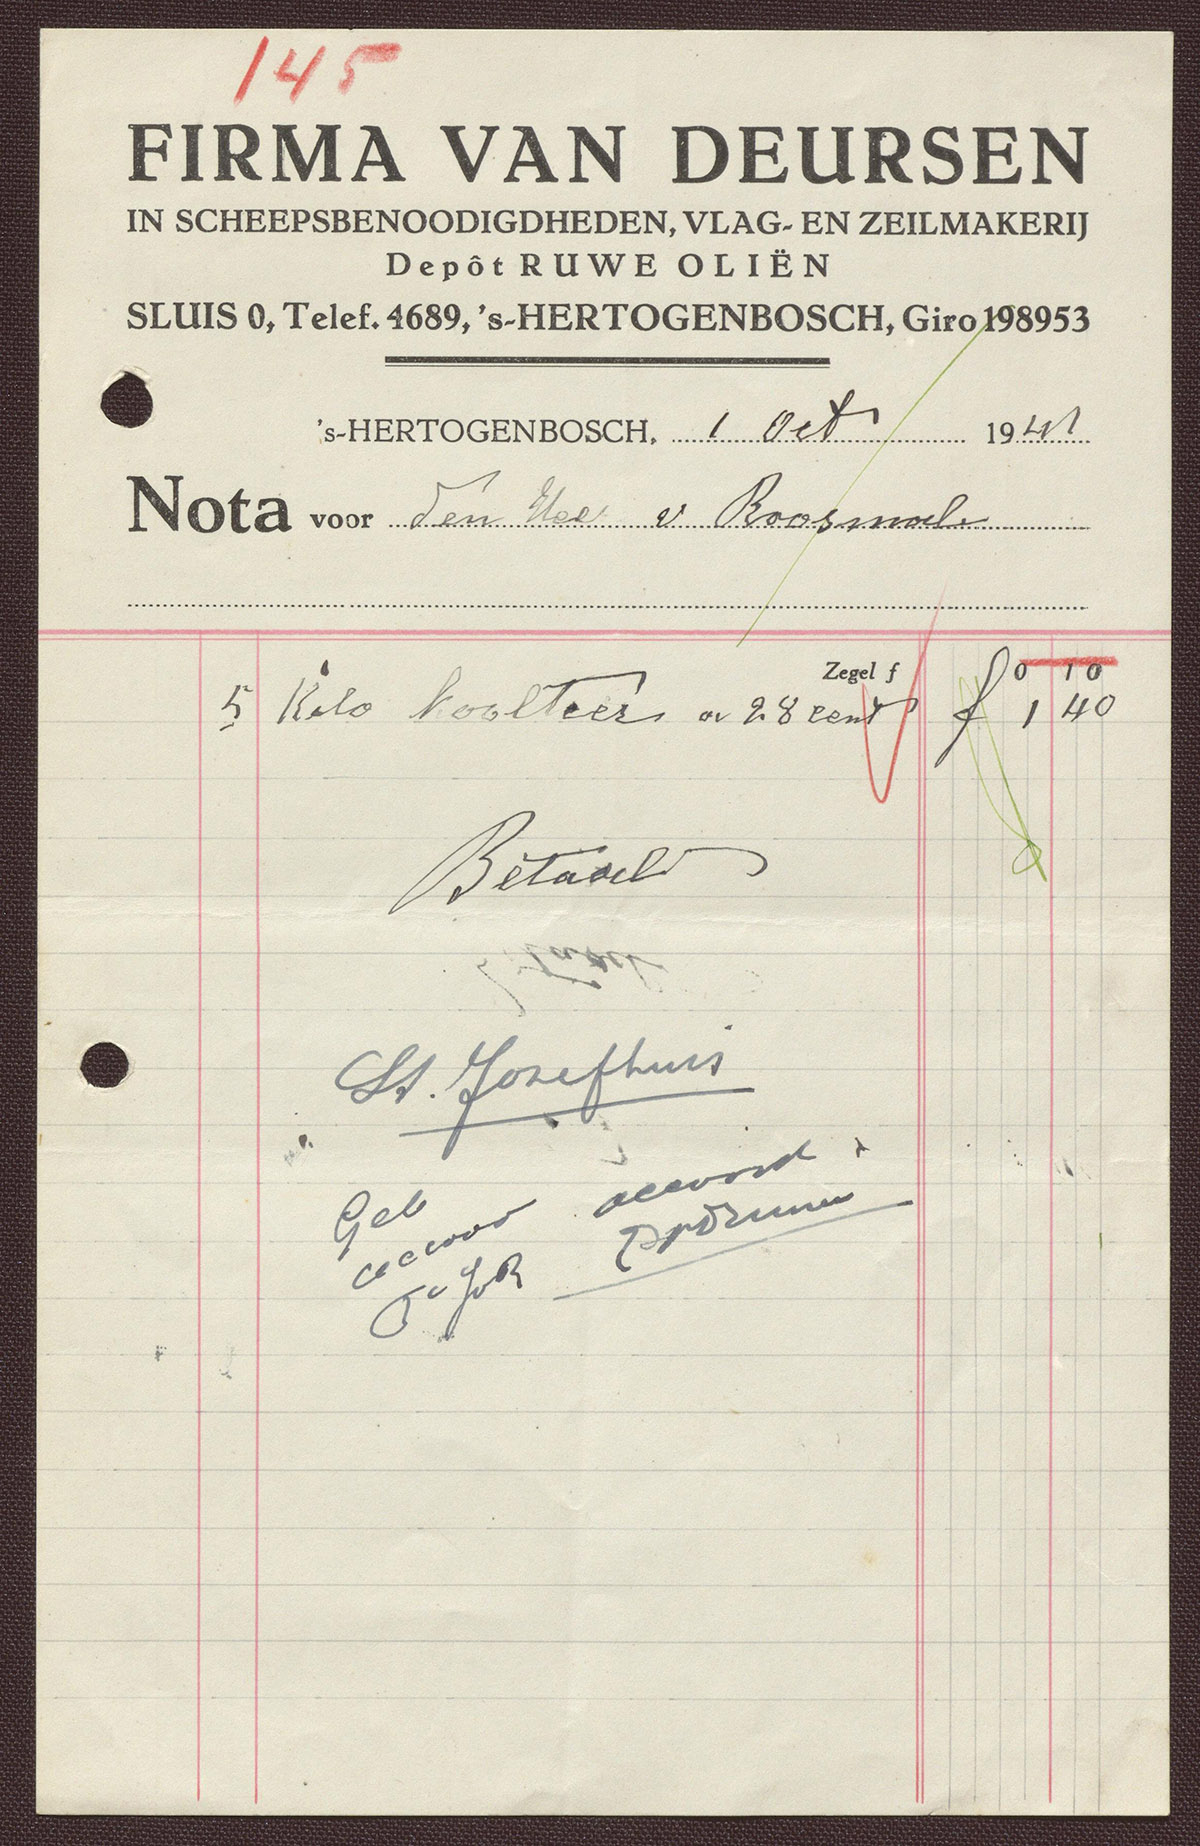 145
FIRMA VAN DEURSEN
IN SCHEEPSBENOODIGDHEDEN, VLAG- EN ZEILMAKERIJ
Depôt RUWE OLIËN
SLUIS 0, Telef. 4689, 's-HERTOGENBOSCH, Giro 198953
's-HERTOGENBOSCH, 1 Oct 1941
Nota voor den Heer v Roosmalen
Zegel f 0 10
5 Kilo koolteer a 28 cent f 1 40
Betaald
St. Josefhuis
Geb accoord
accoord